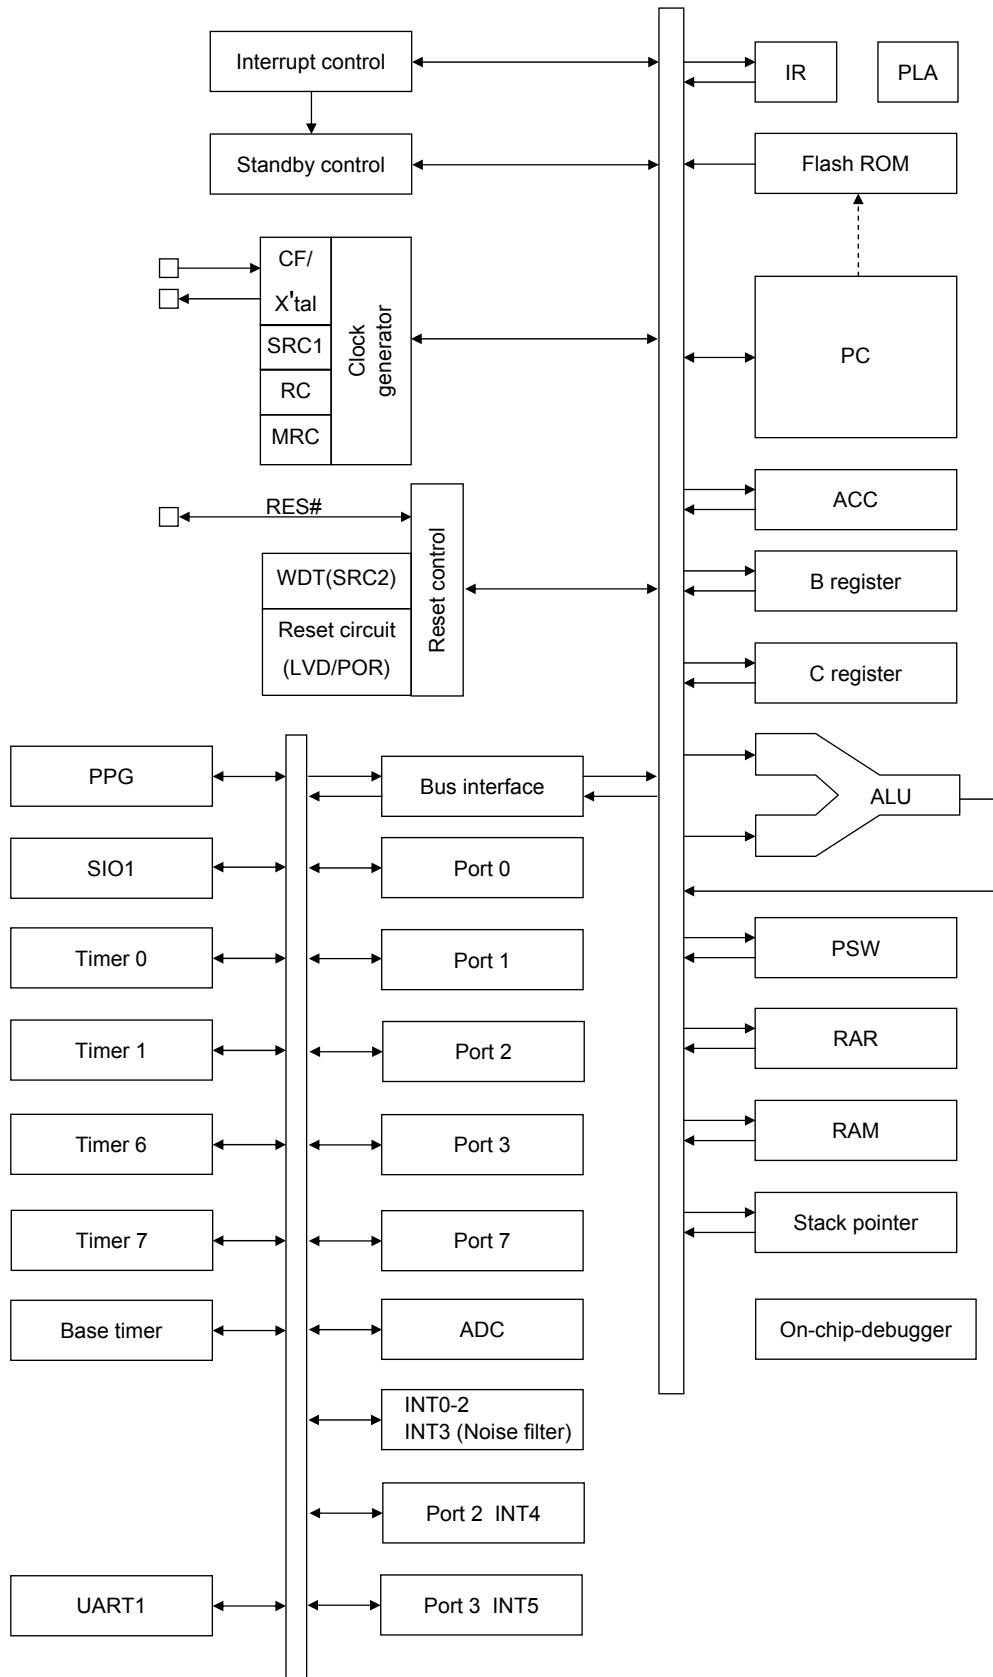 Interrupt control
IR
PLA
Standby control
Flash ROM
CF/
X'tal
SRC1
RC
MRC
Clock
generator
PC
RES#
WDT(SRC2)
Reset circuit
(LVD/POR)
Reset control
ACC
B register
C register
PPG
Bus interface
ALU
SIO1
Port 0
Timer 0
Port 1
PSW
Timer 1
Port 2
RAR
Timer 6
Port 3
RAM
Timer 7
Port 7
Stack pointer
Base timer
ADC
On-chip-debugger
INT0-2
INT3 (Noise filter)
Port 2 INT4
UART1
Port 3 INT5